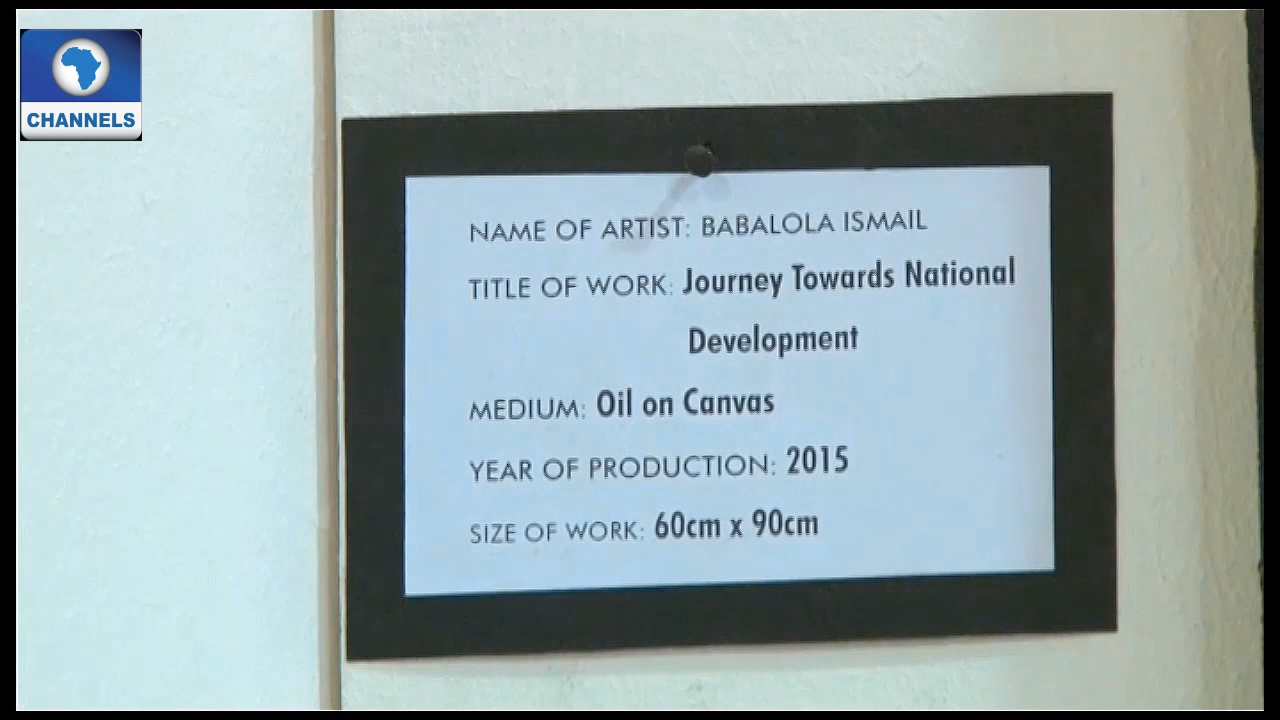 CHANNELS
NAME OF ARTIST: BABALOLA ISMAIL
TITLE OF WORK: Journey Towards National
Development
MEDIUM: Oil on Canvas
YEAR OF PRODUCTION: 2015
SIZE OF WORK: 60cm x 90cm